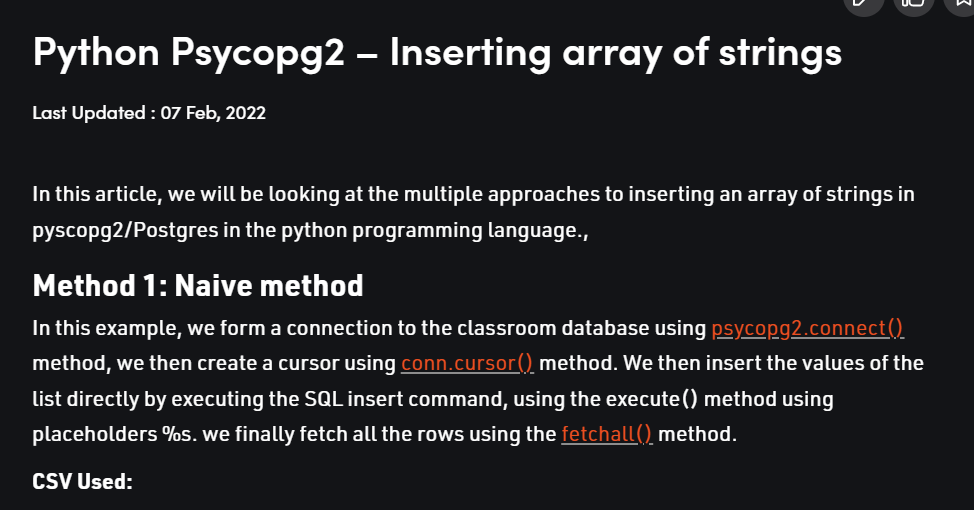 Python Psycopg2 – Inserting array of strings
Last Updated : 07 Feb, 2022
In this article, we will be looking at the multiple approaches to inserting an array of strings in
pyscopg2/Postgres in the python programming language.,
Method 1: Naive method
In this example, we form a connection to the classroom database using psycopg2.connect()
method, we then create a cursor using conn.cursor() method. We then insert the values of the
list directly by executing the SQL insert command, using the execute() method using
placeholders %s. we finally fetch all the rows using the fetchall() method.
CSV Used: